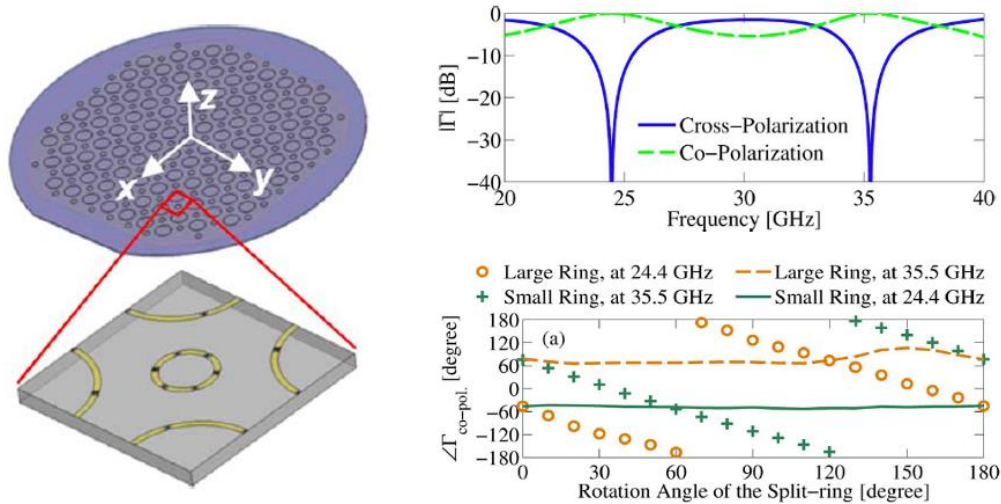 z
x
y
0
−10
−20
−30
−40
|Γ| [dB]
Cross−Polarization
Co−Polarization
20 25 30 35 40
Frequency [GHz]
Large Ring, at 24.4 GHz Large Ring, at 35.5 GHz
Small Ring, at 35.5 GHz Small Ring, at 24.4 GHz
(a)
180
120
60
0
−60
−120
−180
∠Γco−pol. [degree]
0 30 60 90 120 150 180
Rotation Angle of the Split−ring [degree]